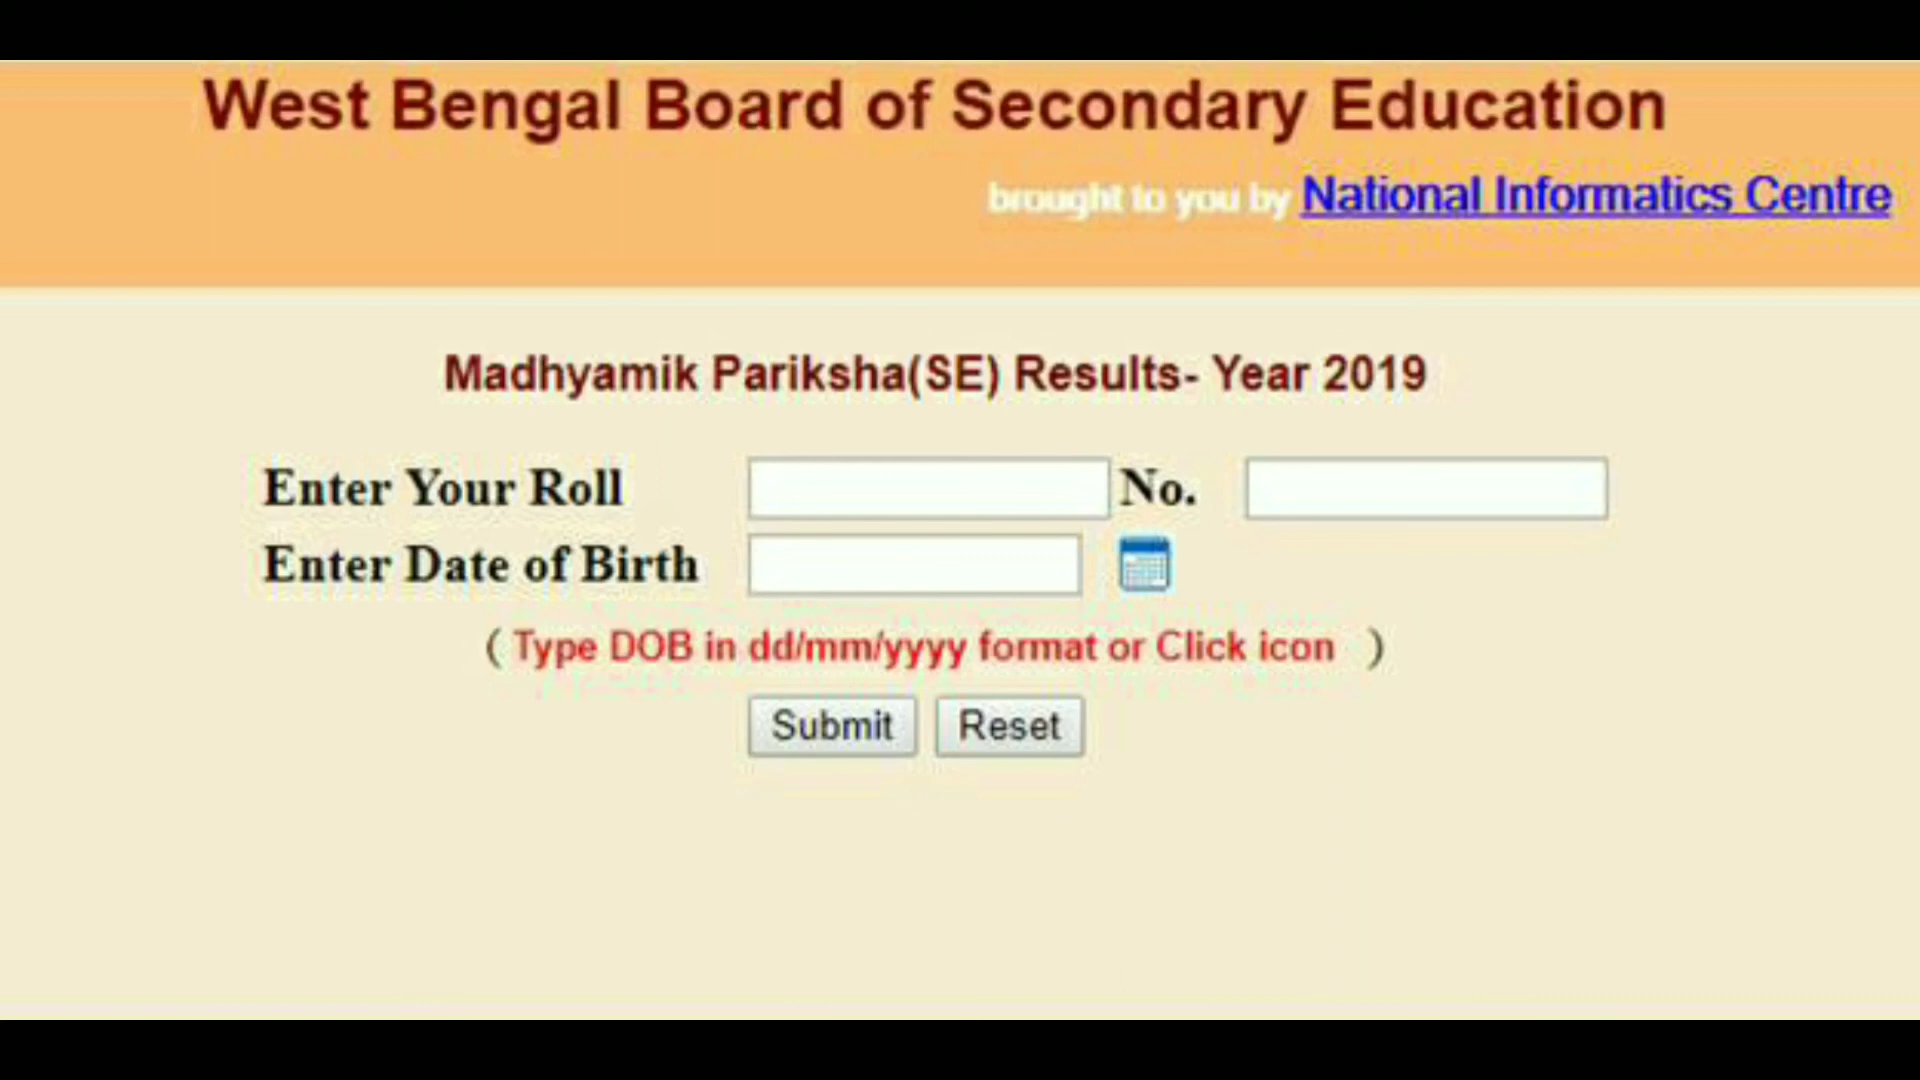 West Bengal Board of Secondary Education
brought to you by National Informatics Centre
Madhyamik Pariksha(SE) Results- Year 2019
Enter Your Roll No.
Enter Date of Birth
( Type DOB in dd/mm/yyyy format or Click icon )
Submit Reset